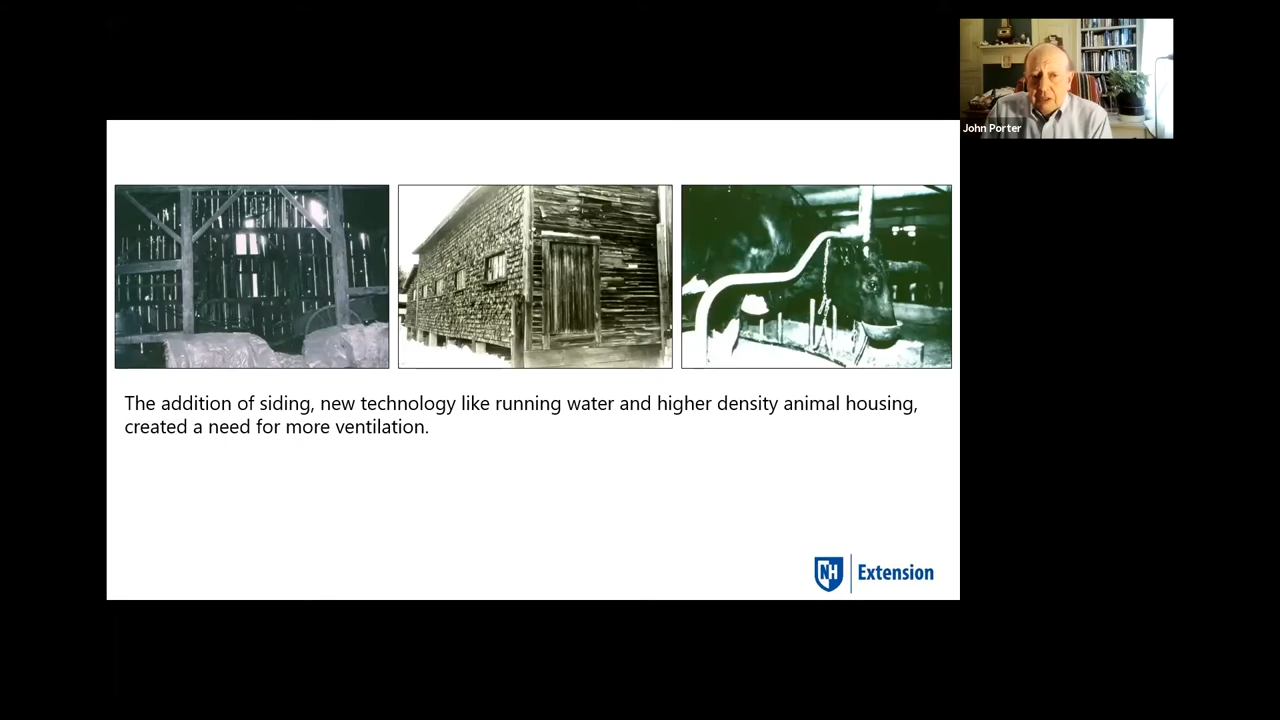 John Porter
The addition of siding, new technology like running water and higher density animal housing,
created a need for more ventilation.
NH Extension